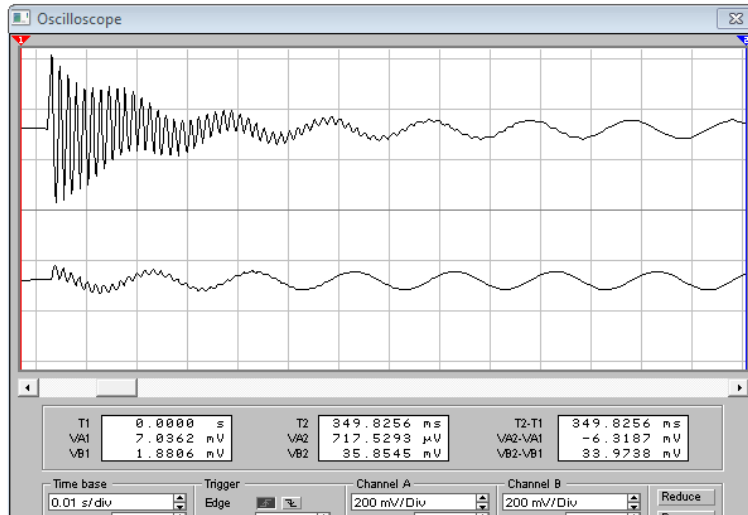 Oscilloscope
1
T1 0.0000 s T2 349.8256 ms T2-T1 349.8256 ms
VA1 7.0362 mV VA2 717.5293 µV VA2-VA1 -6.3187 mV
VB1 1.8806 mV VB2 35.8545 mV VB2-VB1 33.9738 mV
Time base Trigger Channel A Channel B
0.01 s/div Edge 200 mV/Div 200 mV/Div Reduce